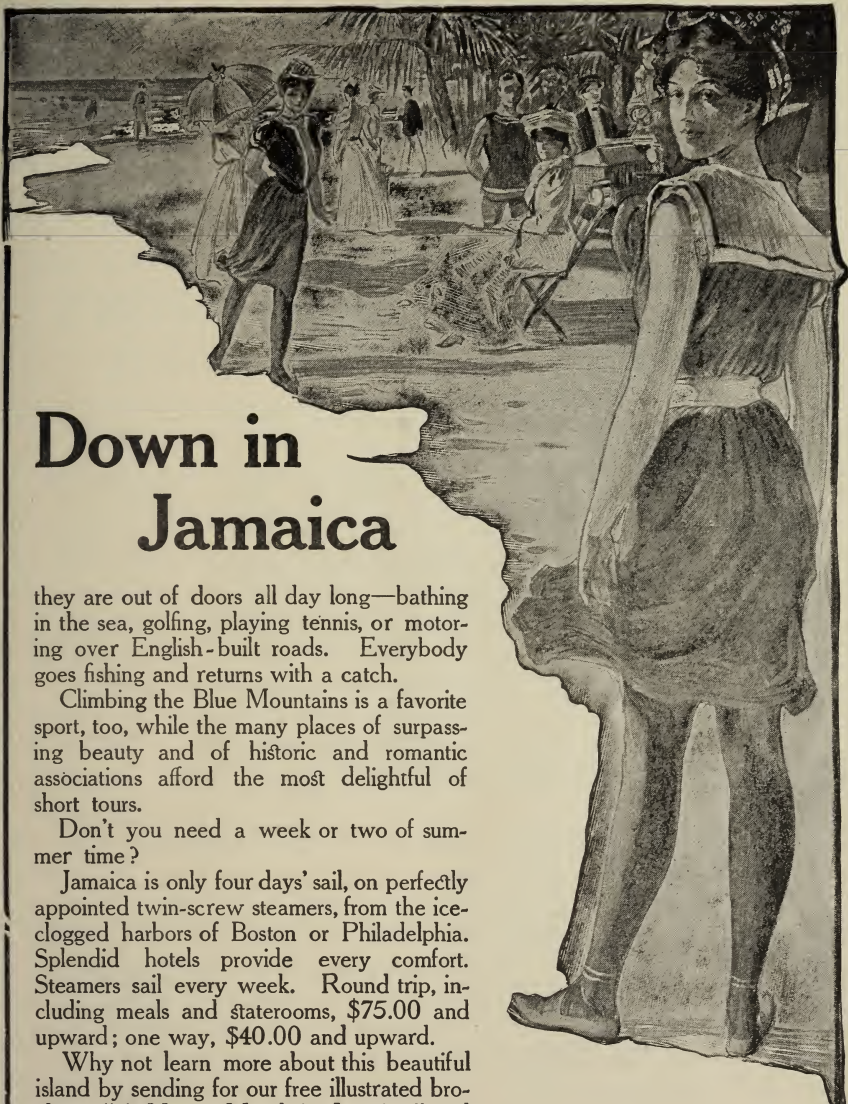 Down in
Jamaica
they are out of doors all day long—bathing
in the sea, golfing, playing tennis, or motor-
ing over English-built roads. Everybody
goes fishing and returns with a catch.
Climbing the Blue Mountains is a favorite
sport, too, while the many places of surpass-
ing beauty and of historic and romantic
associations afford the most delightful of
short tours.
Don't you need a week or two of sum-
mer time?
Jamaica is only four days' sail, on perfectly
appointed twin-screw steamers, from the ice-
clogged harbors of Boston or Philadelphia.
Splendid hotels provide every comfort.
Steamers sail every week. Round trip, in-
cluding meals and staterooms, $75.00 and
upward; one way, $40.00 and upward.
Why not learn more about this beautiful
island by sending for our free illustrated bro-